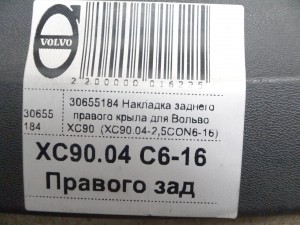 VOLVO
2 200000 016225
30655184 Накладка заднего
правого крыла для Вольво
XC90 (XC90.04-2,5CON6-16)
30655
184
XC90.04 C6-16
Правого зад